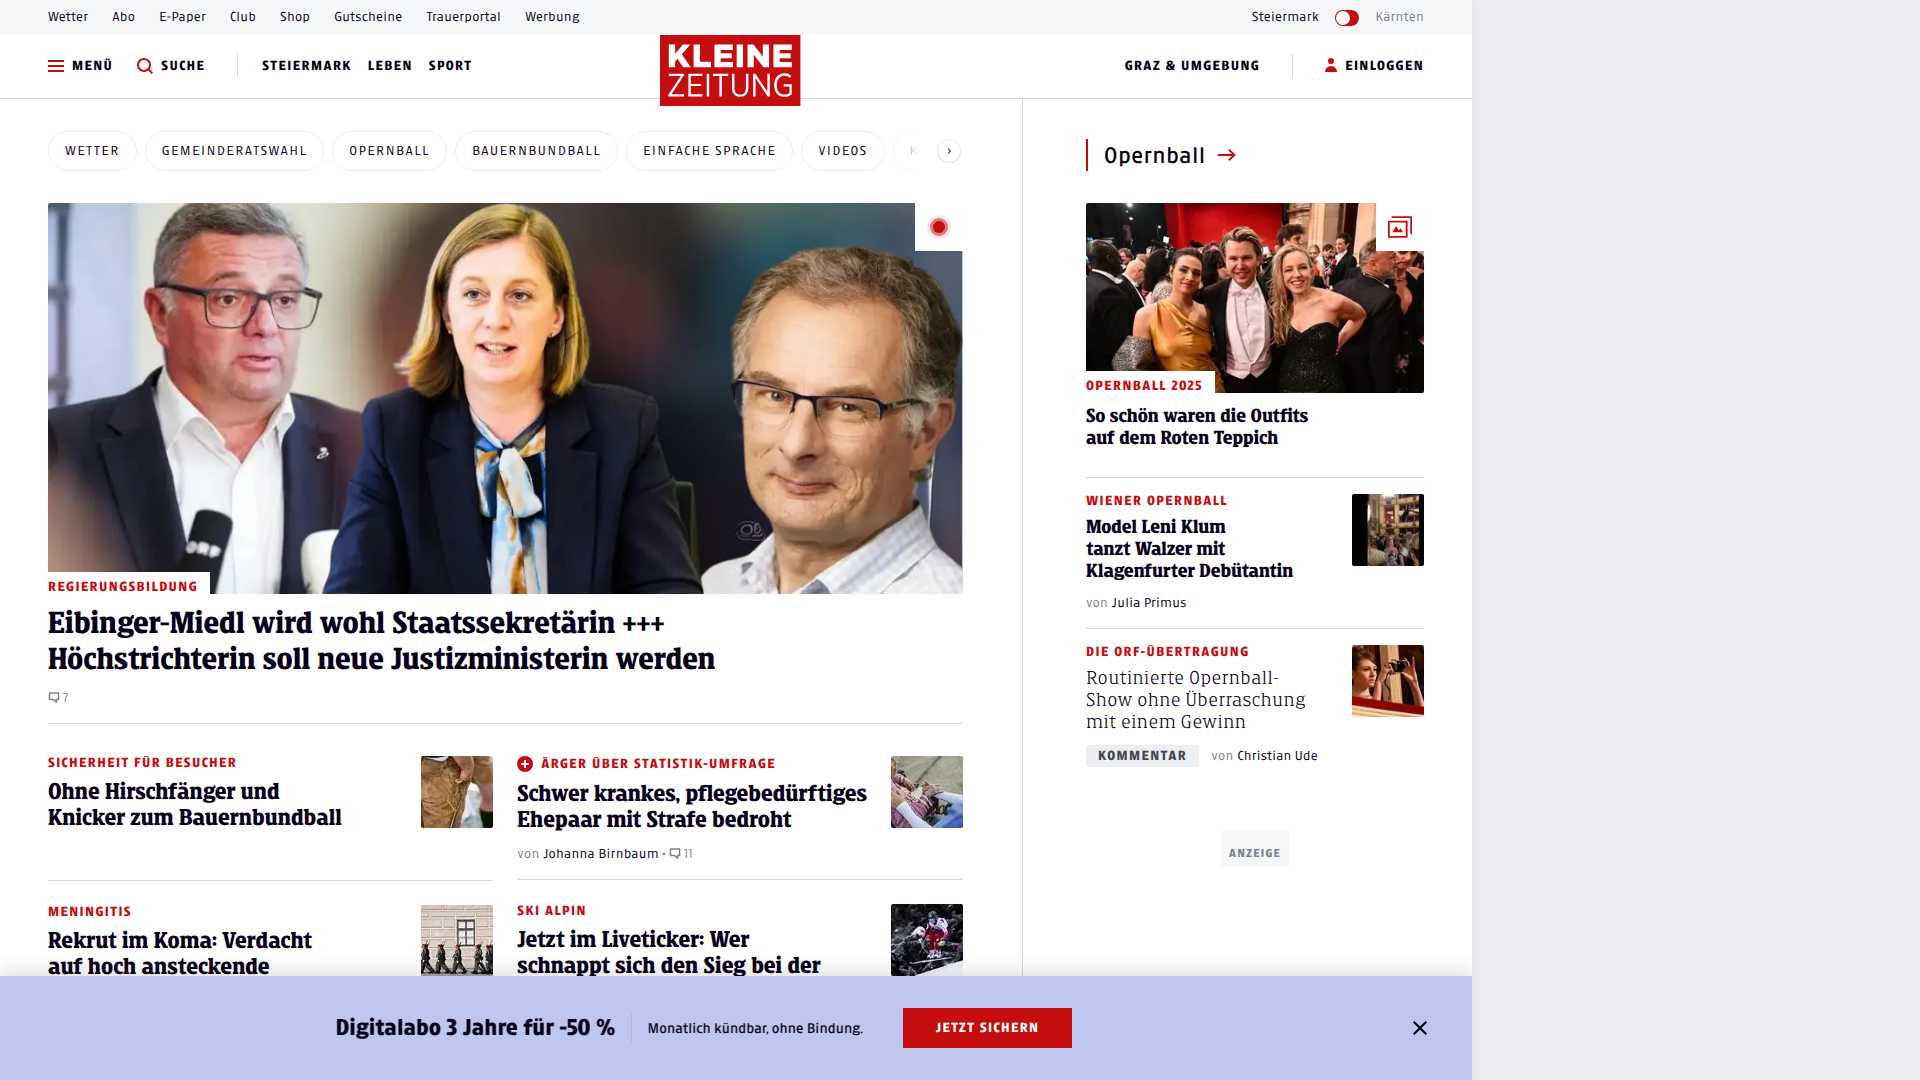 Wetter Abo E-Paper Club Shop Gutscheine Trauerportal Werbung Steiermark Kärnten
MENÜ SUCHE STEIERMARK LEBEN SPORT KLEINE ZEITUNG GRAZ & UMGEBUNG EINLOGGEN
WETTER GEMEINDERATSWAHL OPERNBALL BAUERNBUNDBALL EINFACHE SPRACHE VIDEOS K ›
ORF
REGIERUNGSBILDUNG
Eibinger-Miedl wird wohl Staatssekretärin +++
Höchstrichterin soll neue Justizministerin werden
7
SICHERHEIT FÜR BESUCHER
Ohne Hirschfänger und
Knicker zum Bauernbundball
ÄRGER ÜBER STATISTIK-UMFRAGE
Schwer krankes, pflegebedürftiges
Ehepaar mit Strafe bedroht
von Johanna Birnbaum • 11
MENINGITIS
Rekrut im Koma: Verdacht
auf hoch ansteckende
SKI ALPIN
Jetzt im Liveticker: Wer
schnappt sich den Sieg bei der
Opernball
OPERNBALL 2025
So schön waren die Outfits
auf dem Roten Teppich
WIENER OPERNBALL
Model Leni Klum
tanzt Walzer mit
Klagenfurter Debütantin
von Julia Primus
DIE ORF-ÜBERTRAGUNG
Routinierte Opernball-
Show ohne Überraschung
mit einem Gewinn
KOMMENTAR von Christian Ude
ANZEIGE
Digitalabo 3 Jahre für -50 % Monatlich kündbar, ohne Bindung. JETZT SICHERN